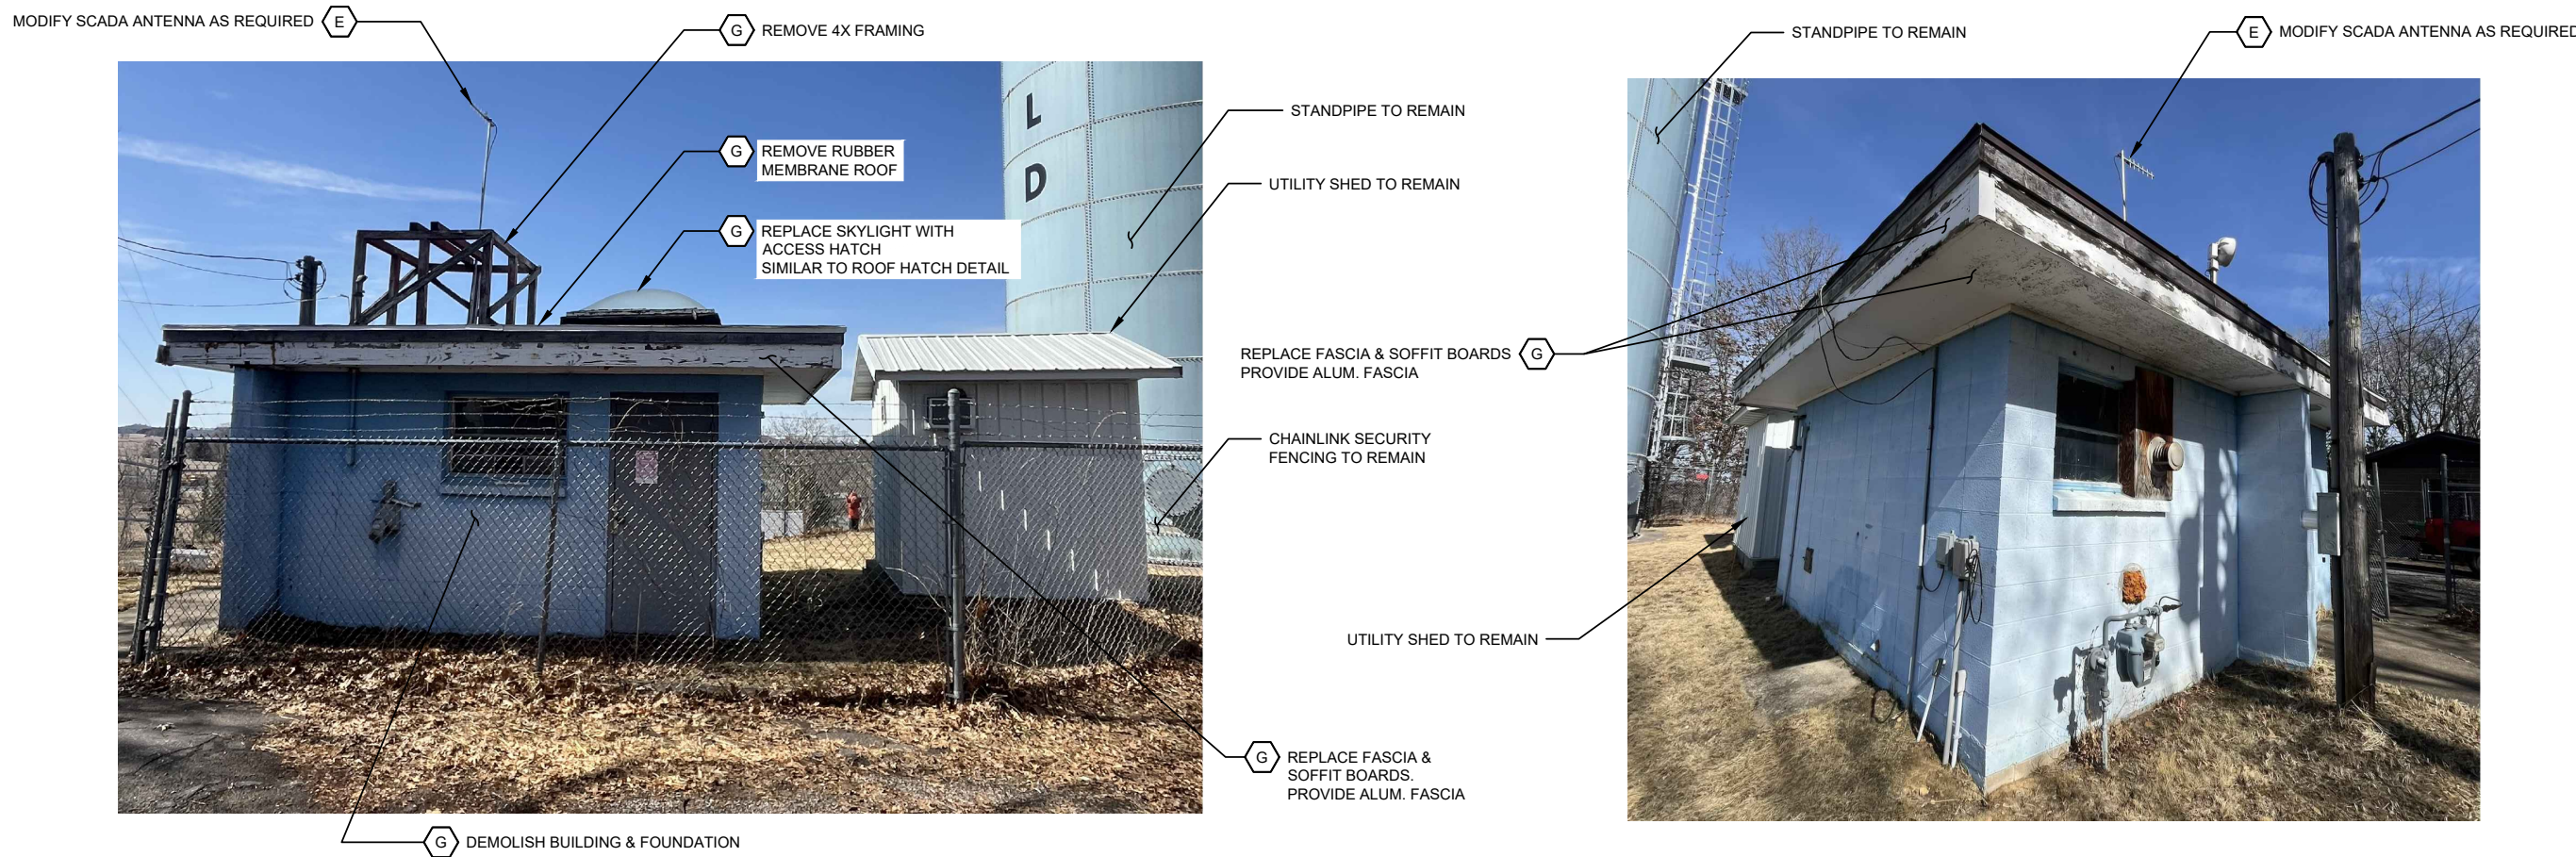 MODIFY SCADA ANTENNA AS REQUIRED E
G REMOVE 4X FRAMING
G REMOVE RUBBER
MEMBRANE ROOF
G REPLACE SKYLIGHT WITH
ACCESS HATCH
SIMILAR TO ROOF HATCH DETAIL
L
D
STANDPIPE TO REMAIN
UTILITY SHED TO REMAIN
CHAINLINK SECURITY
FENCING TO REMAIN
G REPLACE FASCIA &
SOFFIT BOARDS.
PROVIDE ALUM. FASCIA
G DEMOLISH BUILDING & FOUNDATION
STANDPIPE TO REMAIN
E MODIFY SCADA ANTENNA AS REQUIRED
REPLACE FASCIA & SOFFIT BOARDS G
PROVIDE ALUM. FASCIA
UTILITY SHED TO REMAIN